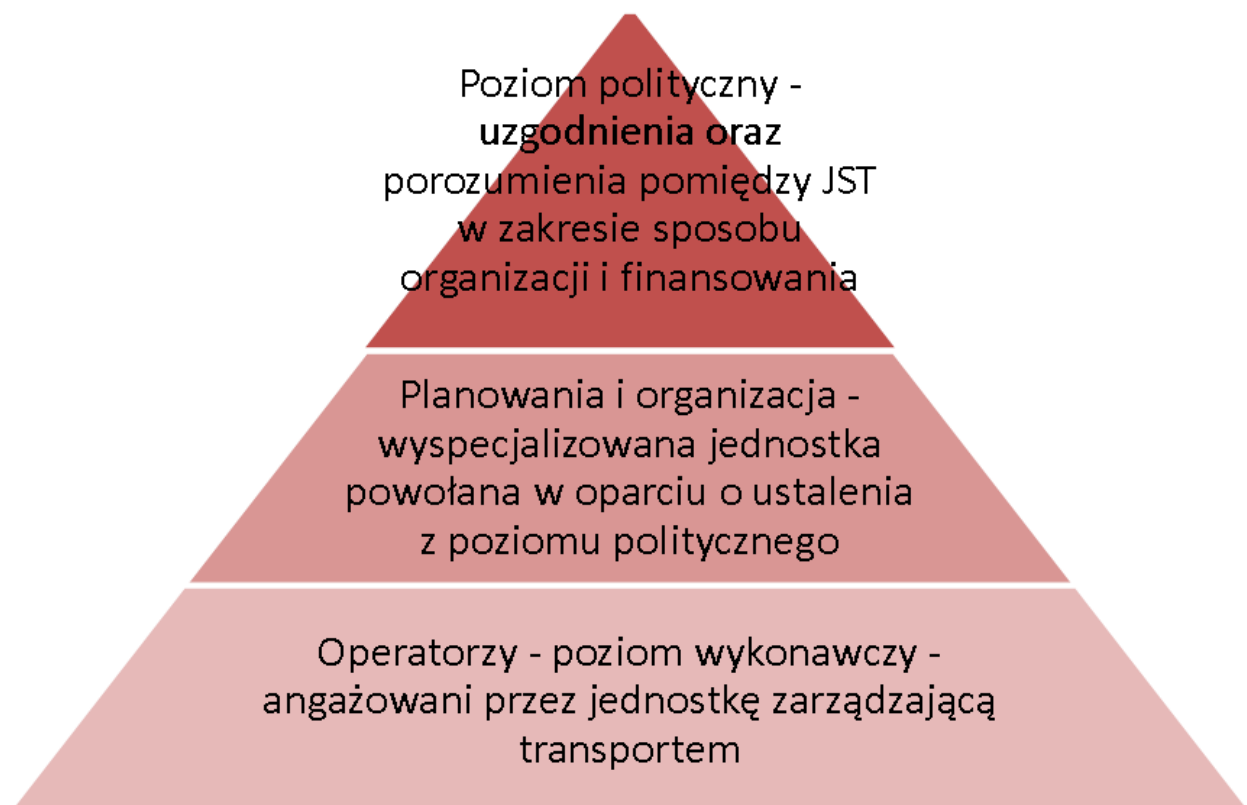 Poziom polityczny -
uzgodnienia oraz
porozumienia pomiędzy JST
w zakresie sposobu
organizacji i finansowania
Planowania i organizacja -
wyspecjalizowana jednostka
powołana w oparciu o ustalenia
z poziomu politycznego
Operatorzy - poziom wykonawczy -
angażowani przez jednostkę zarządzającą
transportem